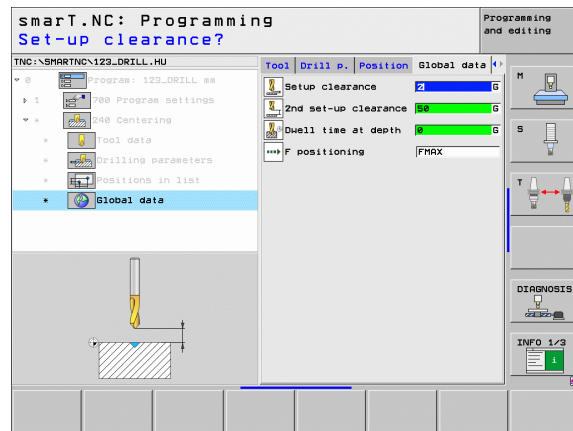 smarT.NC: Programming
Set-up clearance?
Programming
and editing
TNC:\SMARTNC\123_DRILL.HU
0 Program: 123_DRILL mm
1 700 Program settings
* 240 Centering
* Tool data
* Drilling parameters
* Positions in list
* Global data
Tool Drill p. Position Global data
Setup clearance 2 G
2nd set-up clearance 50 G
Dwell time at depth 0 G
F positioning FMAX
M
S
T
DIAGNOSIS
INFO 1/3
i